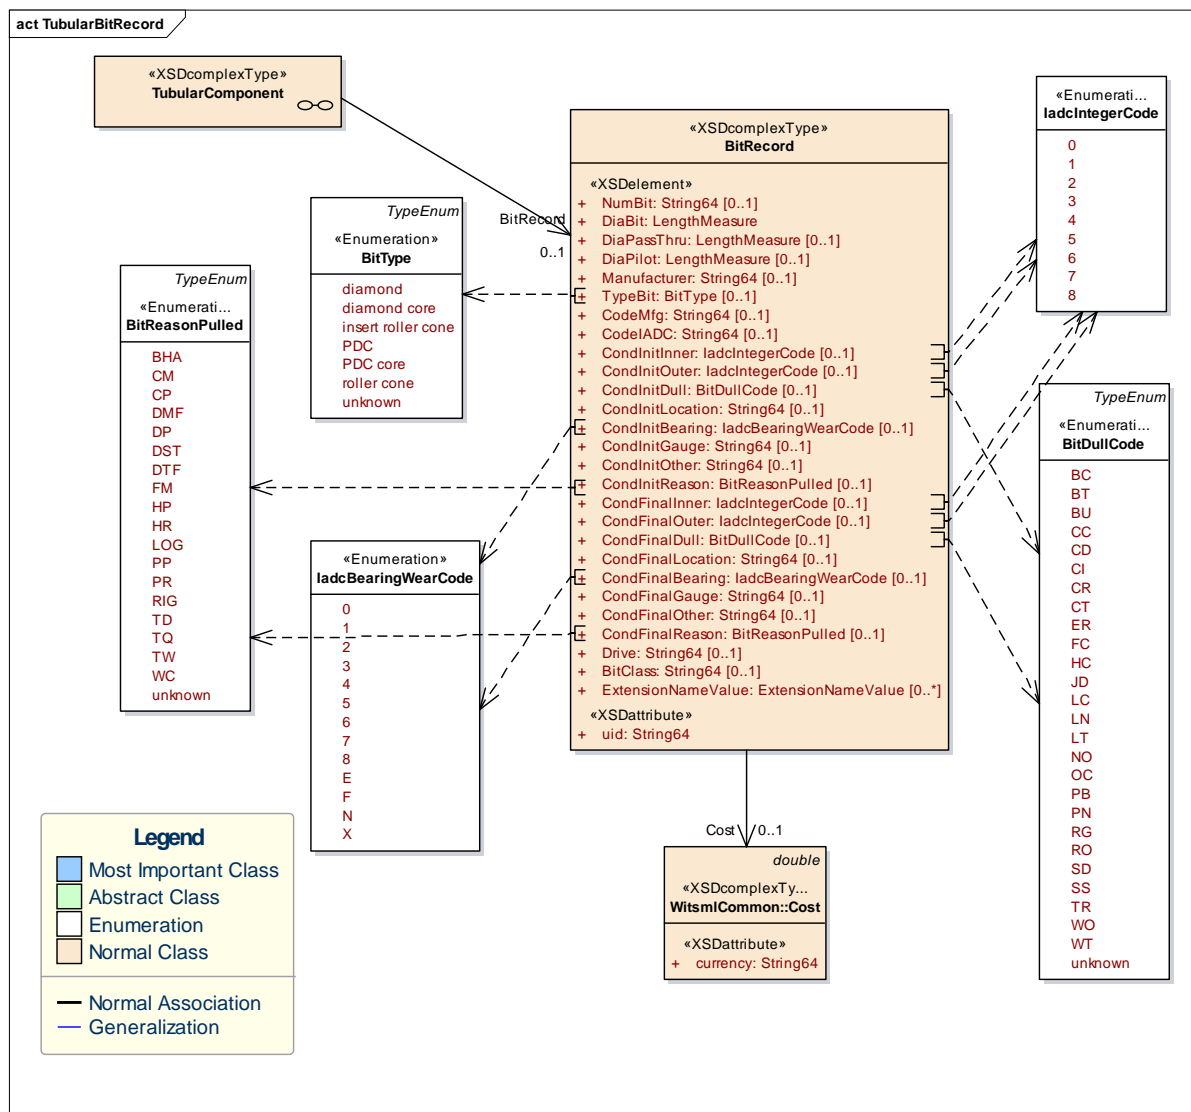 act TubularBitRecord
«XSDcomplexType»
TubularComponent
BitRecord
0..1
«XSDcomplexType»
BitRecord
«XSDelement»
+ NumBit: String64 [0..1]
+ DiaBit: LengthMeasure
+ DiaPassThru: LengthMeasure [0..1]
+ DiaPilot: LengthMeasure [0..1]
+ Manufacturer: String64 [0..1]
+ TypeBit: BitType [0..1]
+ CodeMfg: String64 [0..1]
+ CodeIADC: String64 [0..1]
+ CondInitInner: IadcIntegerCode [0..1]
+ CondInitOuter: IadcIntegerCode [0..1]
+ CondInitDull: BitDullCode [0..1]
+ CondInitLocation: String64 [0..1]
+ CondInitBearing: IadcBearingWearCode [0..1]
+ CondInitGauge: String64 [0..1]
+ CondInitOther: String64 [0..1]
+ CondInitReason: BitReasonPulled [0..1]
+ CondFinalInner: IadcIntegerCode [0..1]
+ CondFinalOuter: IadcIntegerCode [0..1]
+ CondFinalDull: BitDullCode [0..1]
+ CondFinalLocation: String64 [0..1]
+ CondFinalBearing: IadcBearingWearCode [0..1]
+ CondFinalGauge: String64 [0..1]
+ CondFinalOther: String64 [0..1]
+ CondFinalReason: BitReasonPulled [0..1]
+ Drive: String64 [0..1]
+ BitClass: String64 [0..1]
+ ExtensionNameValue: ExtensionNameValue [0..*]
«XSDattribute»
+ uid: String64
«Enumerati...
IadcIntegerCode
0
1
2
3
4
5
6
7
8
TypeEnum
«Enumeration»
BitType
diamond
diamond core
insert roller cone
PDC
PDC core
roller cone
unknown
TypeEnum
«Enumerati...
BitReasonPulled
BHA
CM
CP
DMF
DP
DST
DTF
FM
HP
HR
LOG
PP
PR
RIG
TD
TQ
TW
WC
unknown
TypeEnum
«Enumerati...
BitDullCode
BC
BT
BU
CC
CD
CI
CR
CT
ER
FC
HC
JD
LC
LN
LT
NO
OC
PB
PN
RG
RO
SD
SS
TR
WO
WT
unknown
«Enumeration»
IadcBearingWearCode
0
1
2
3
4
5
6
7
8
E
F
N
X
Cost
0..1
double
«XSDcomplexTy...
WitsmlCommon::Cost
«XSDattribute»
+ currency: String64
Legend
Most Important Class
Abstract Class
Enumeration
Normal Class
Normal Association
Generalization